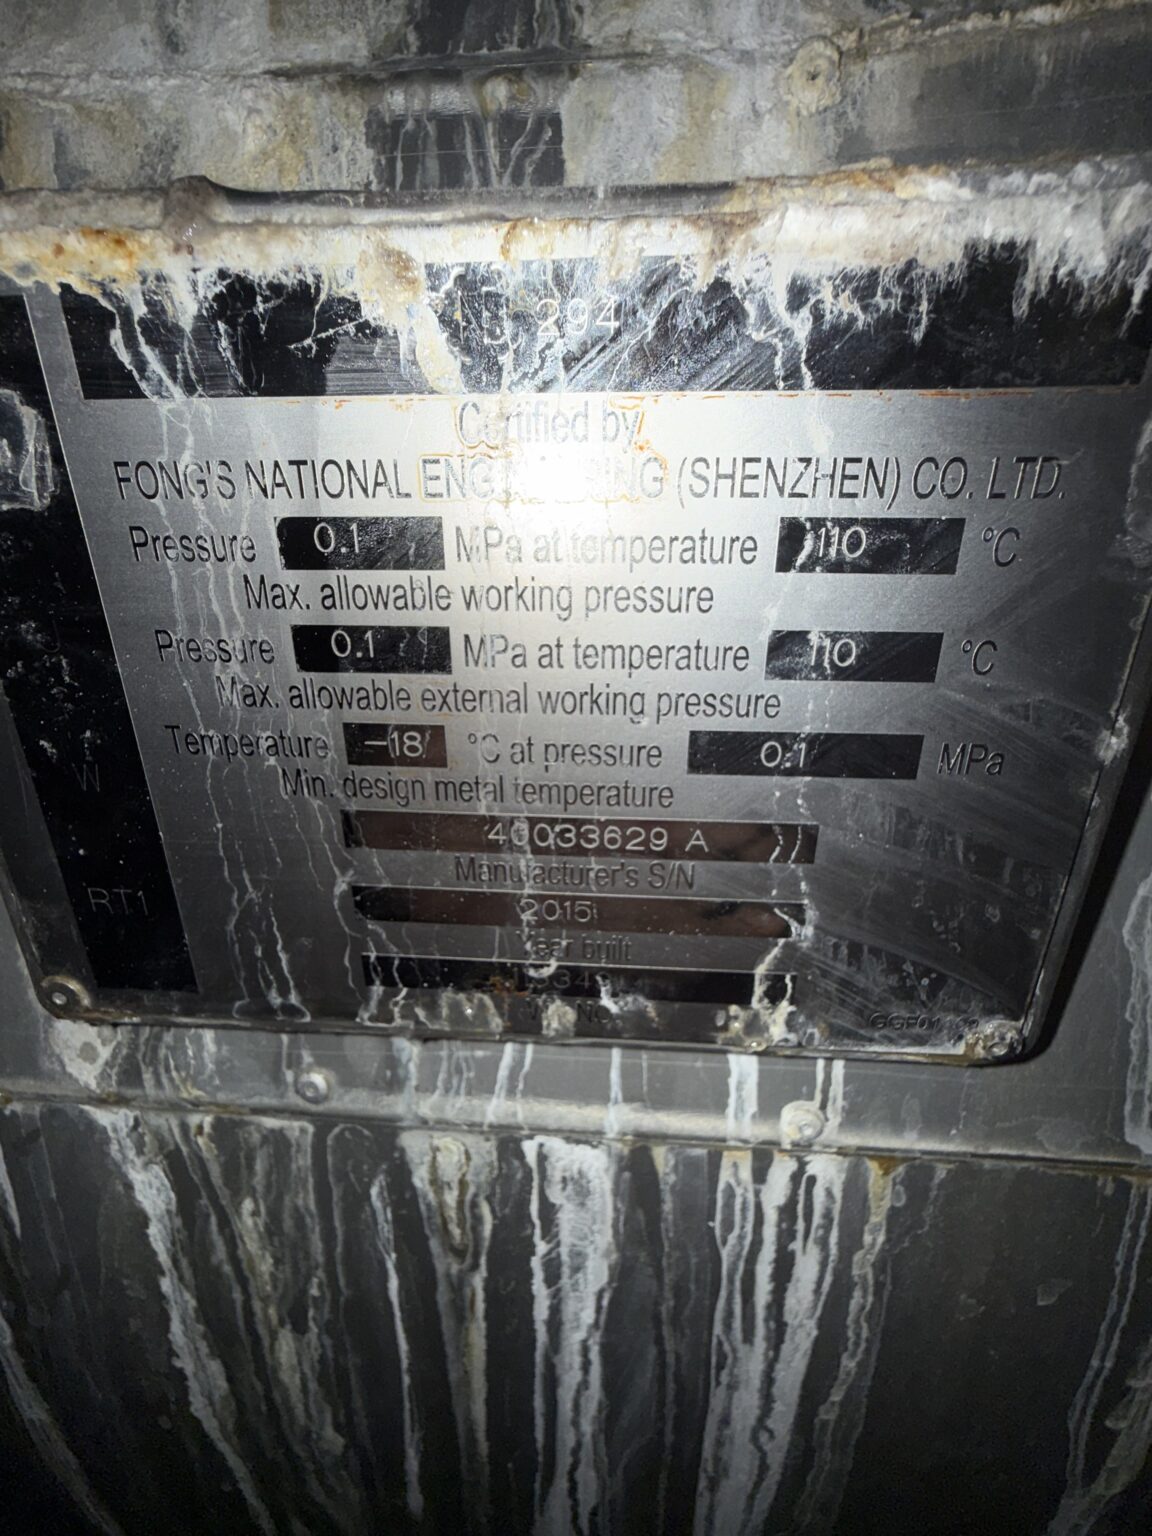 294
Certified by
FONG'S NATIONAL ENGINEERING (SHENZHEN) CO. LTD.
Pressure 0.1 MPa at temperature 110 °C
Max. allowable working pressure
Pressure 0.1 MPa at temperature 110 °C
Max. allowable external working pressure
Temperature -18 °C at pressure 0.1 MPa
Min. design metal temperature
W
40033629 A
Manufacturer's S/N
RT1
2015
Year built